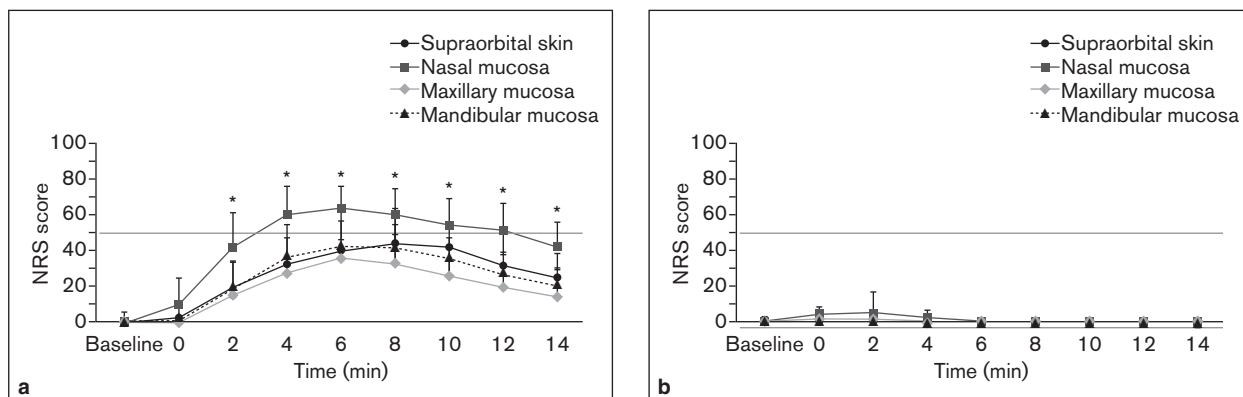 Supraorbital skin
Nasal mucosa
Maxillary mucosa
Mandibular mucosa
100
80
60
40
20
0
NRS score
* * * * * * *
Baseline 0 2 4 6 8 10 12 14
Time (min)
a
Supraorbital skin
Nasal mucosa
Maxillary mucosa
Mandibular mucosa
100
80
60
40
20
0
NRS score
Baseline 0 2 4 6 8 10 12 14
Time (min)
b